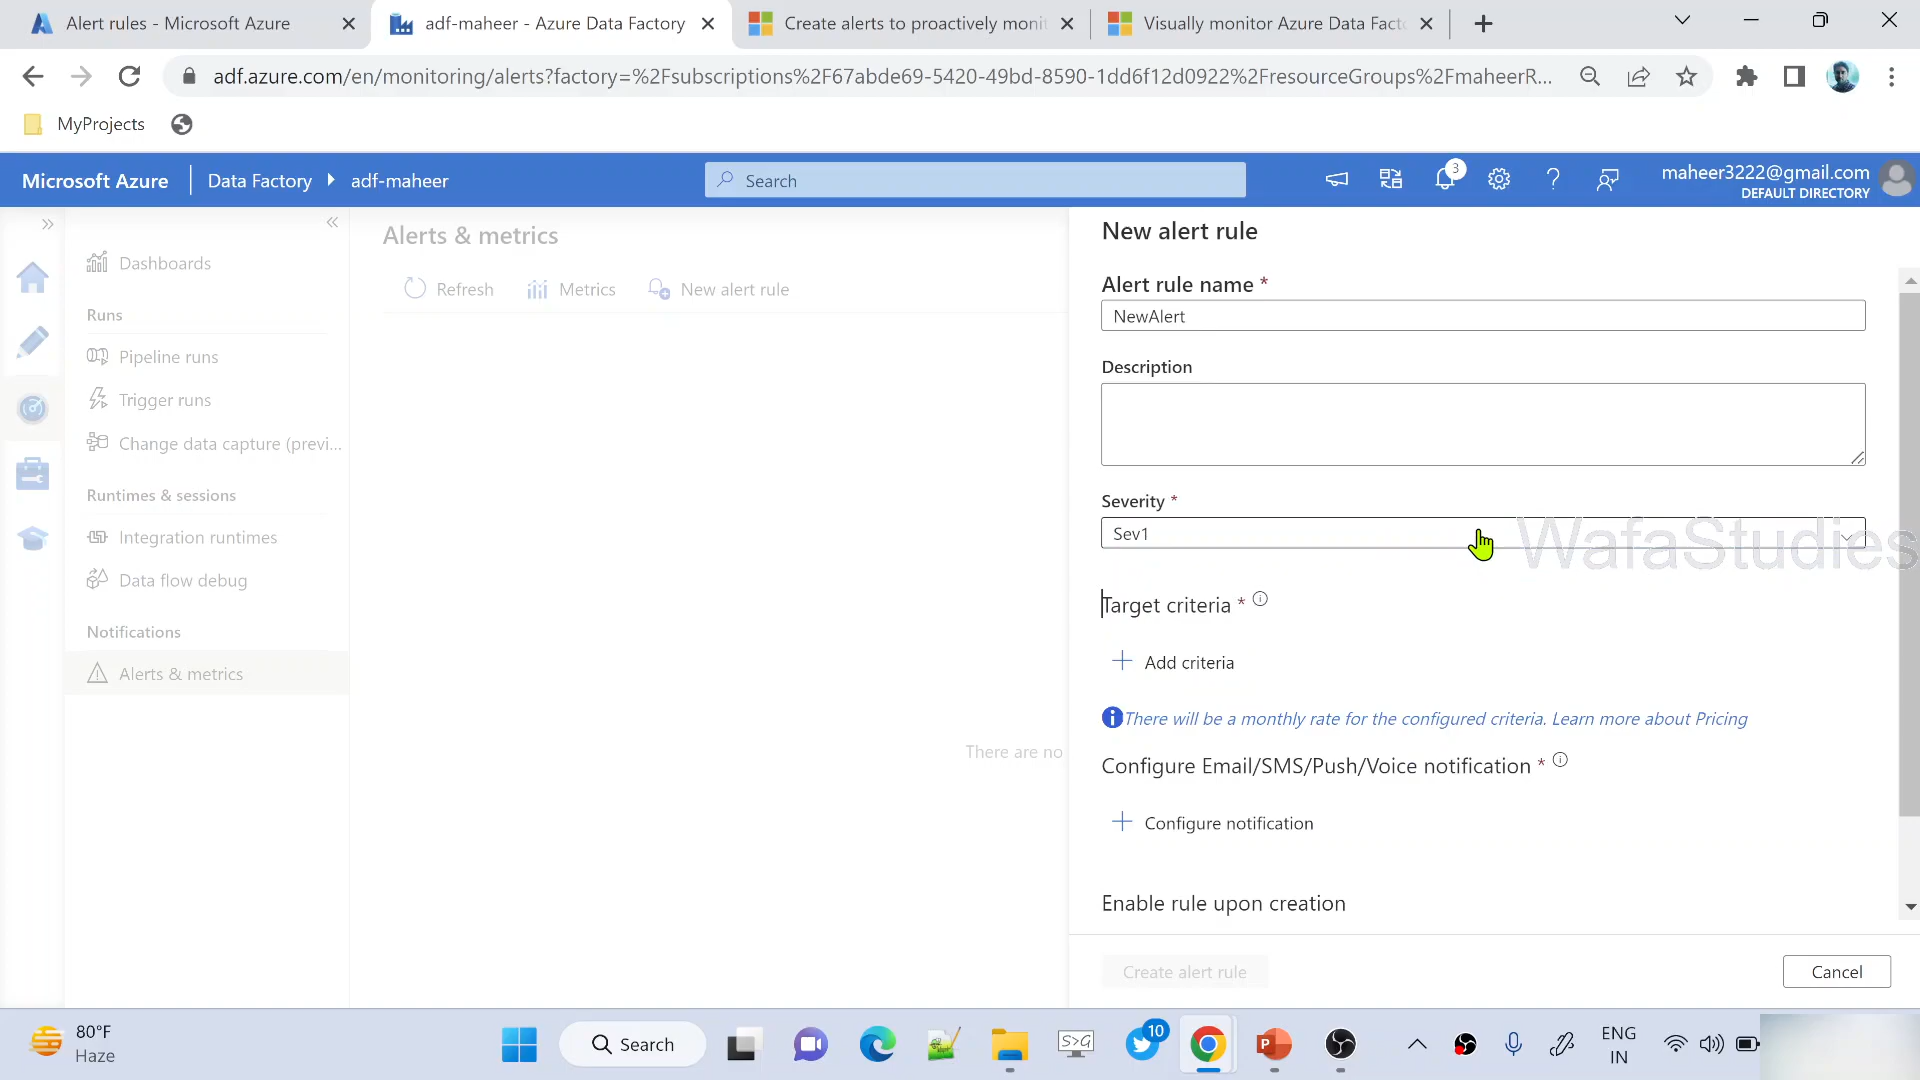 Alert rules - Microsoft Azure
adf-maheer - Azure Data Factory
Create alerts to proactively moni
Visually monitor Azure Data Fact
adf.azure.com/en/monitoring/alerts?factory=%2Fsubscriptions%2F67abde69-5420-49bd-8590-1dd6f12d0922%2FresourceGroups%2FmaheerR...
MyProjects
Microsoft Azure
Data Factory
adf-maheer
Search
3
maheer3222@gmail.com
DEFAULT DIRECTORY
Dashboards
Runs
Pipeline runs
Trigger runs
Change data capture (previ...
Runtimes & sessions
Integration runtimes
Data flow debug
Notifications
Alerts & metrics
Alerts & metrics
Refresh
Metrics
New alert rule
There are no
New alert rule
Alert rule name *
NewAlert
Description
Severity *
Sev1
WafaStudies
Target criteria *
Add criteria
There will be a monthly rate for the configured criteria. Learn more about Pricing
Configure Email/SMS/Push/Voice notification *
Configure notification
Enable rule upon creation
Create alert rule
Cancel
80°F
Haze
Search
S>G
10
ENG
IN